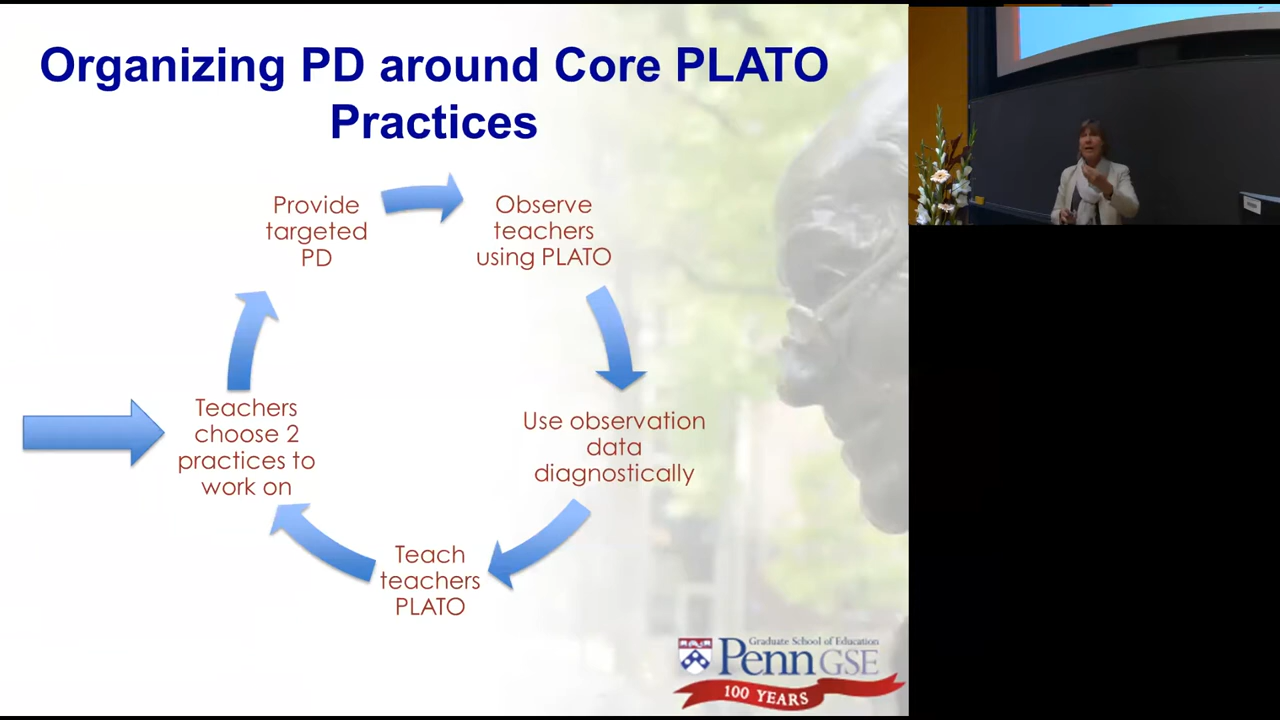 Organizing PD around Core PLATO
Practices
Provide
targeted
PD
Observe
teachers
using PLATO
Use observation
data
diagnostically
Teach
teachers
PLATO
Teachers
choose 2
practices to
work on
Graduate School of Education
Penn GSE
100 YEARS